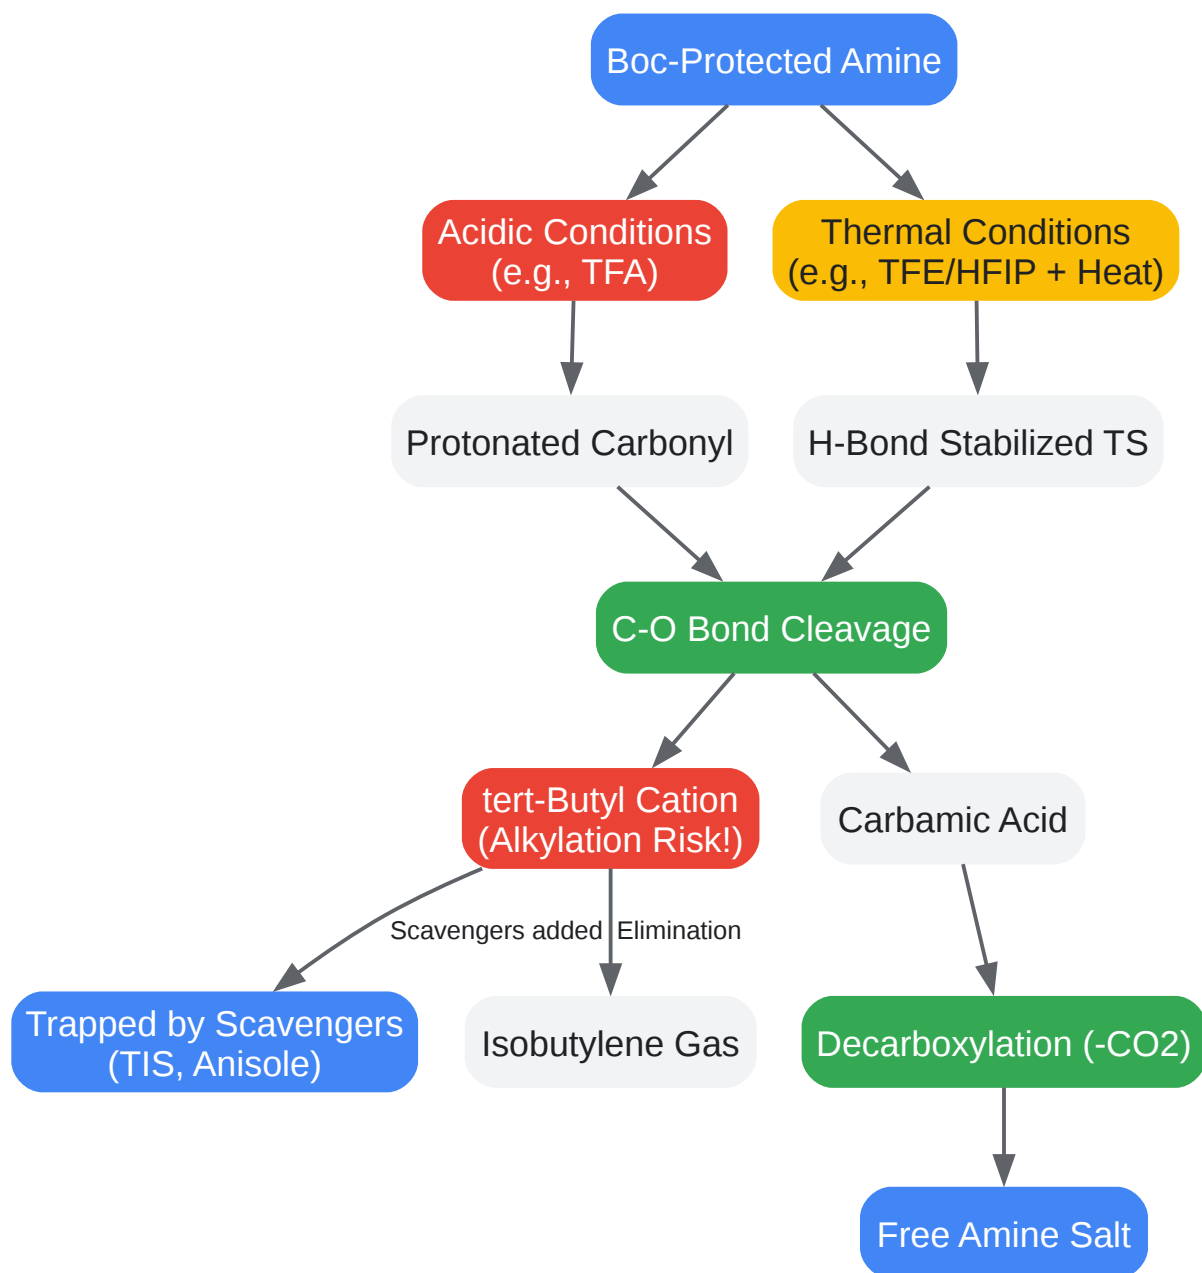 Boc-Protected Amine
Acidic Conditions
(e.g., TFA)
Thermal Conditions
(e.g., TFE/HFIP + Heat)
Protonated Carbonyl
H-Bond Stabilized TS
C-O Bond Cleavage
tert-Butyl Cation
(Alkylation Risk!)
Carbamic Acid
Scavengers added
Elimination
Trapped by Scavengers
(TIS, Anisole)
Isobutylene Gas
Decarboxylation (-CO2)
Free Amine Salt